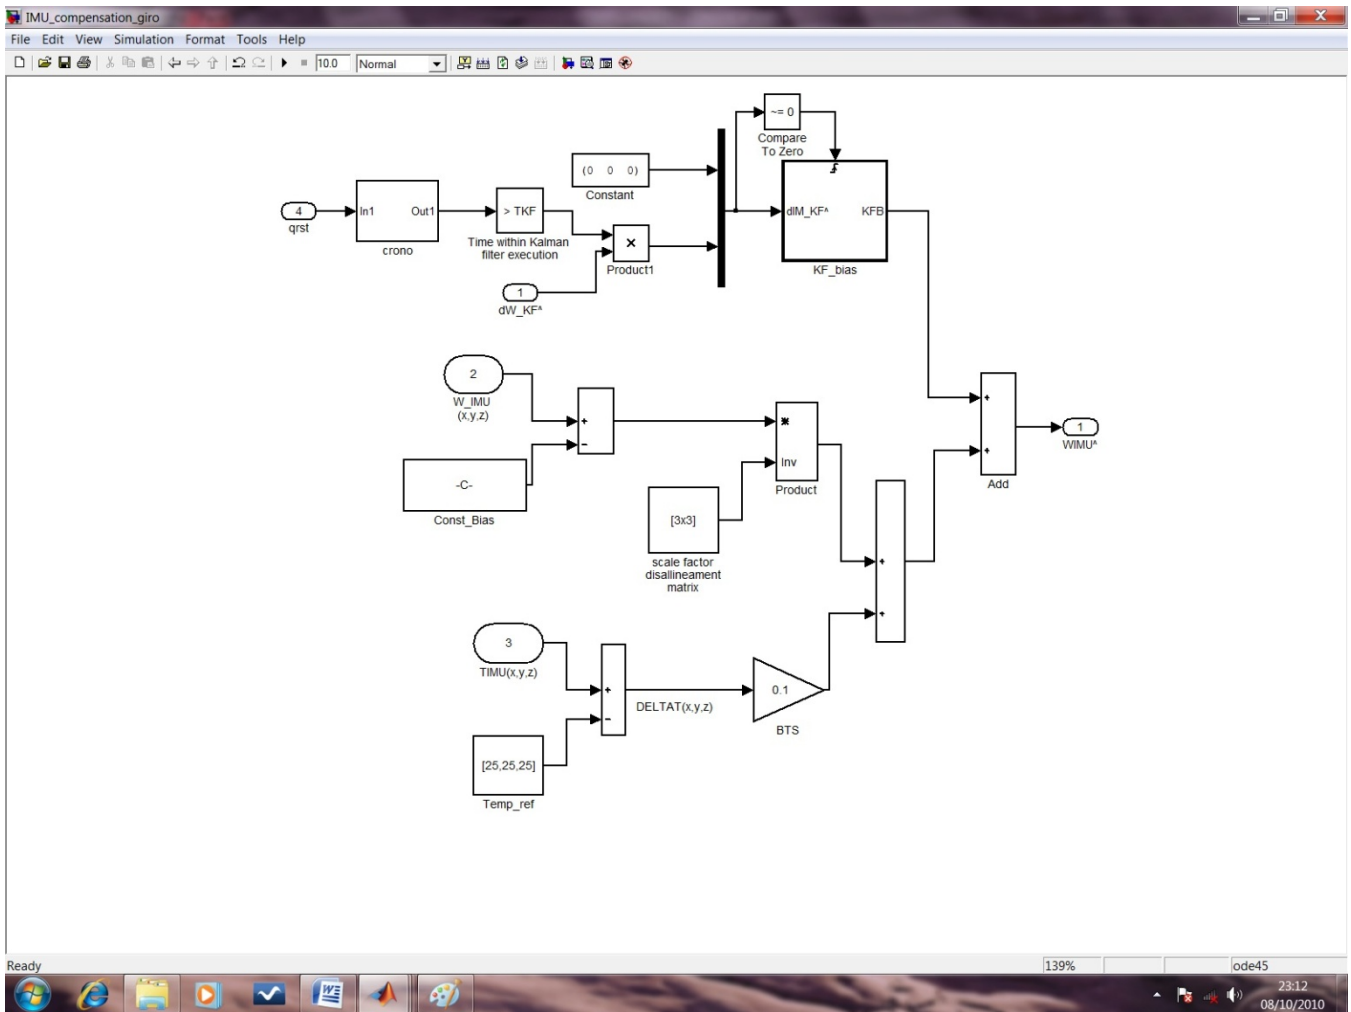 IMU_compensation_giro
File Edit View Simulation Format Tools Help
10.0 Normal
~= 0
Compare
To Zero
(0 0 0)
Constant
4
qrst
In1 Out1
crono
> TKF
Time within Kalman
filter execution
×
Product1
1
dW_KF^
dIM_KF^ KFB
KF_bias
2
W_IMU
(x,y,z)
+
-
-C-
Const_Bias
*
Inv
Product
[3x3]
scale factor
disallineament
matrix
+
+
Add
1
WIMU^
+
+
3
TIMU(x,y,z)
+
-
DELTAT(x,y,z)
0.1
BTS
[25,25,25]
Temp_ref
Ready 139% ode45
23:12
08/10/2010